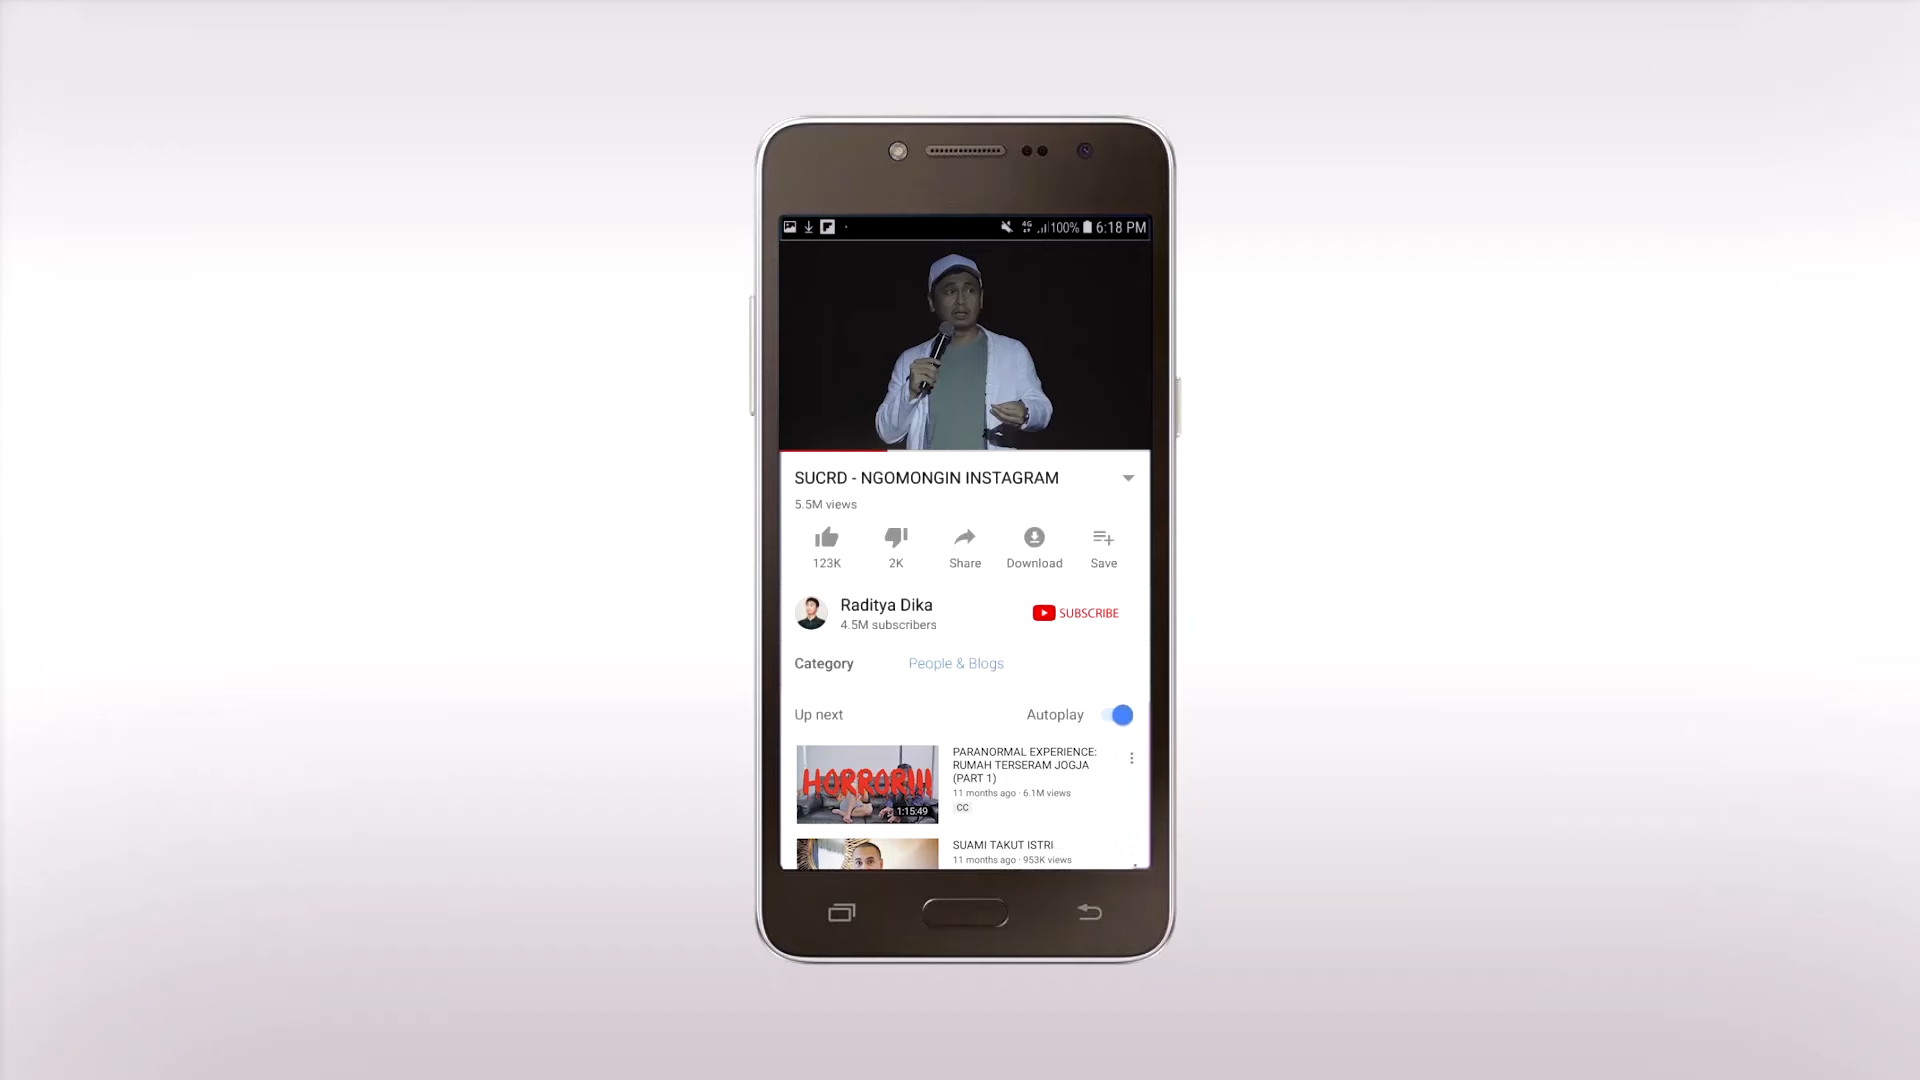 4G 100% 6:18 PM
SUCRD - NGOMONGIN INSTAGRAM
5.5M views
123K 2K Share Download Save
Raditya Dika
4.5M subscribers
SUBSCRIBE
Category People & Blogs
Up next Autoplay
HORROR!!!
1:15:49
PARANORMAL EXPERIENCE:
RUMAH TERSERAM JOGJA
(PART 1)
11 months ago · 6.1M views
CC
SUAMI TAKUT ISTRI
11 months ago · 953K views